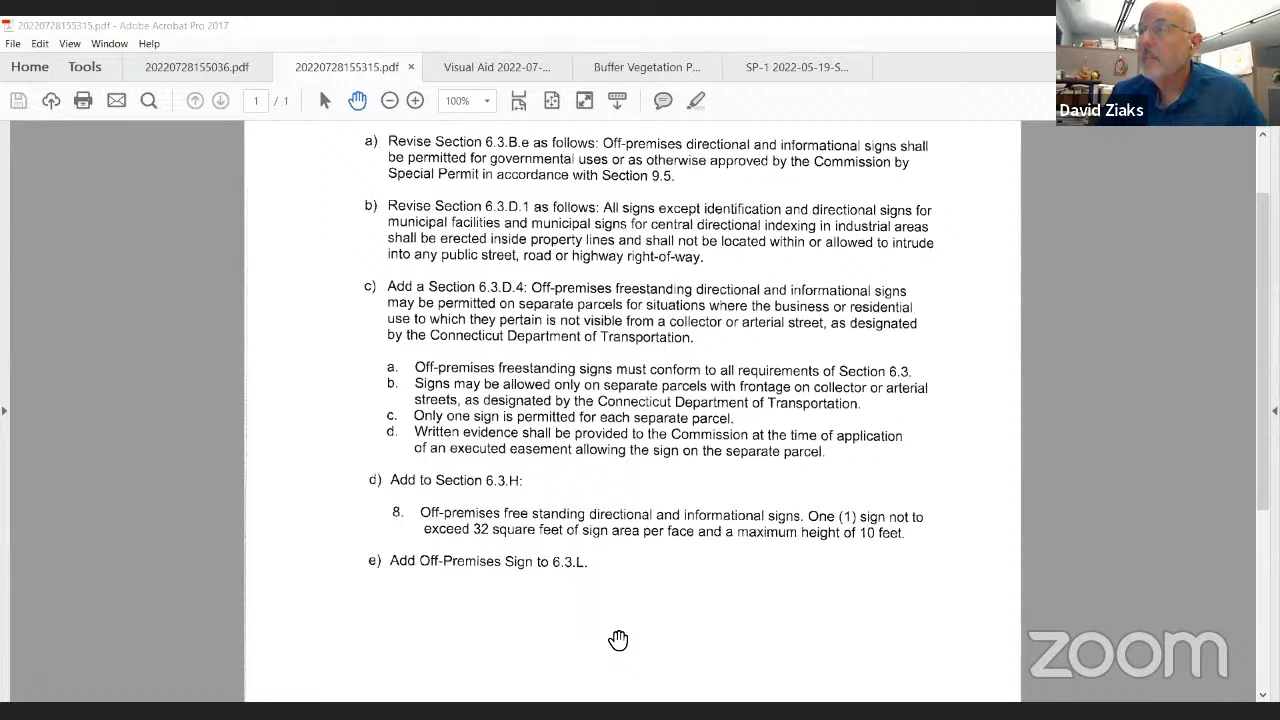 20220728155315.pdf - Adobe Acrobat Pro 2017
File Edit View Window Help
Home Tools 20220728155036.pdf 20220728155315.pdf × Visual Aid 2022-07-... Buffer Vegetation P... SP-1 2022-05-19-S...
1 / 1 100%
David Ziaks
a) Revise Section 6.3.B.e as follows: Off-premises directional and informational signs shall
be permitted for governmental uses or as otherwise approved by the Commission by
Special Permit in accordance with Section 9.5.
b) Revise Section 6.3.D.1 as follows: All signs except identification and directional signs for
municipal facilities and municipal signs for central directional indexing in industrial areas
shall be erected inside property lines and shall not be located within or allowed to intrude
into any public street, road or highway right-of-way.
c) Add a Section 6.3.D.4: Off-premises freestanding directional and informational signs
may be permitted on separate parcels for situations where the business or residential
use to which they pertain is not visible from a collector or arterial street, as designated
by the Connecticut Department of Transportation.
a. Off-premises freestanding signs must conform to all requirements of Section 6.3.
b. Signs may be allowed only on separate parcels with frontage on collector or arterial
streets, as designated by the Connecticut Department of Transportation.
c. Only one sign is permitted for each separate parcel.
d. Written evidence shall be provided to the Commission at the time of application
of an executed easement allowing the sign on the separate parcel.
d) Add to Section 6.3.H:
8. Off-premises free standing directional and informational signs. One (1) sign not to
exceed 32 square feet of sign area per face and a maximum height of 10 feet.
e) Add Off-Premises Sign to 6.3.L.
zoom